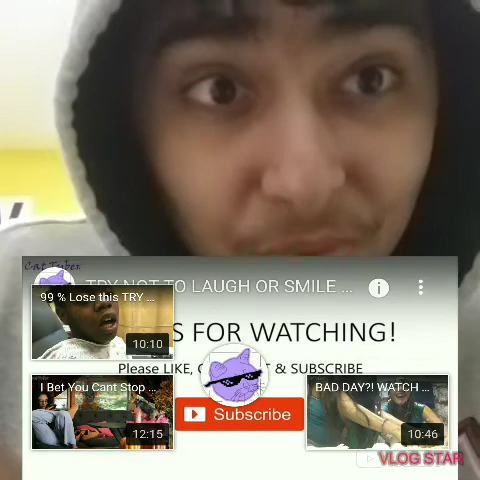 Cat Tuber
TRY NOT TO LAUGH OR SMILE ...
99 % Lose this TRY ...
10:10
S FOR WATCHING!
Please LIKE, C T & SUBSCRIBE
I Bet You Cant Stop ...
12:15
Subscribe
BAD DAY?! WATCH ...
10:46
VLOG STAR